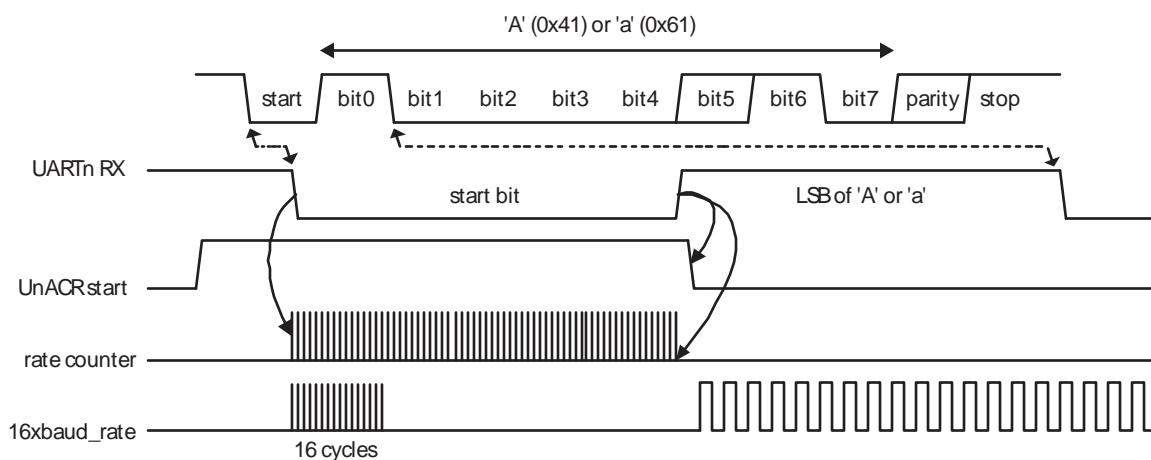 'A' (0x41) or 'a' (0x61)
start bit0 bit1 bit2 bit3 bit4 bit5 bit6 bit7 parity stop
UARTn RX
start bit LSB of 'A' or 'a'
UnACR start
rate counter
16xbaud_rate
16 cycles